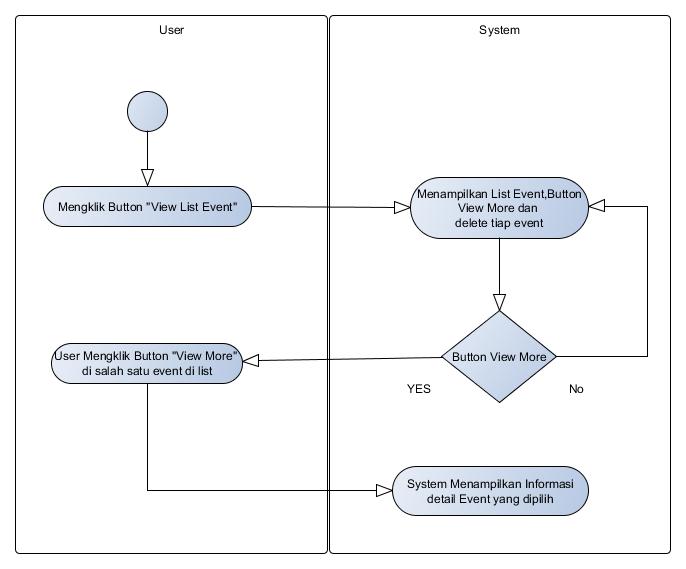 User
System
Mengklik Button "View List Event"
Menampilkan List Event,Button
View More dan
delete tiap event
User Mengklik Button "View More"
di salah satu event di list
Button View More
YES
No
System Menampilkan Informasi
detail Event yang dipilih